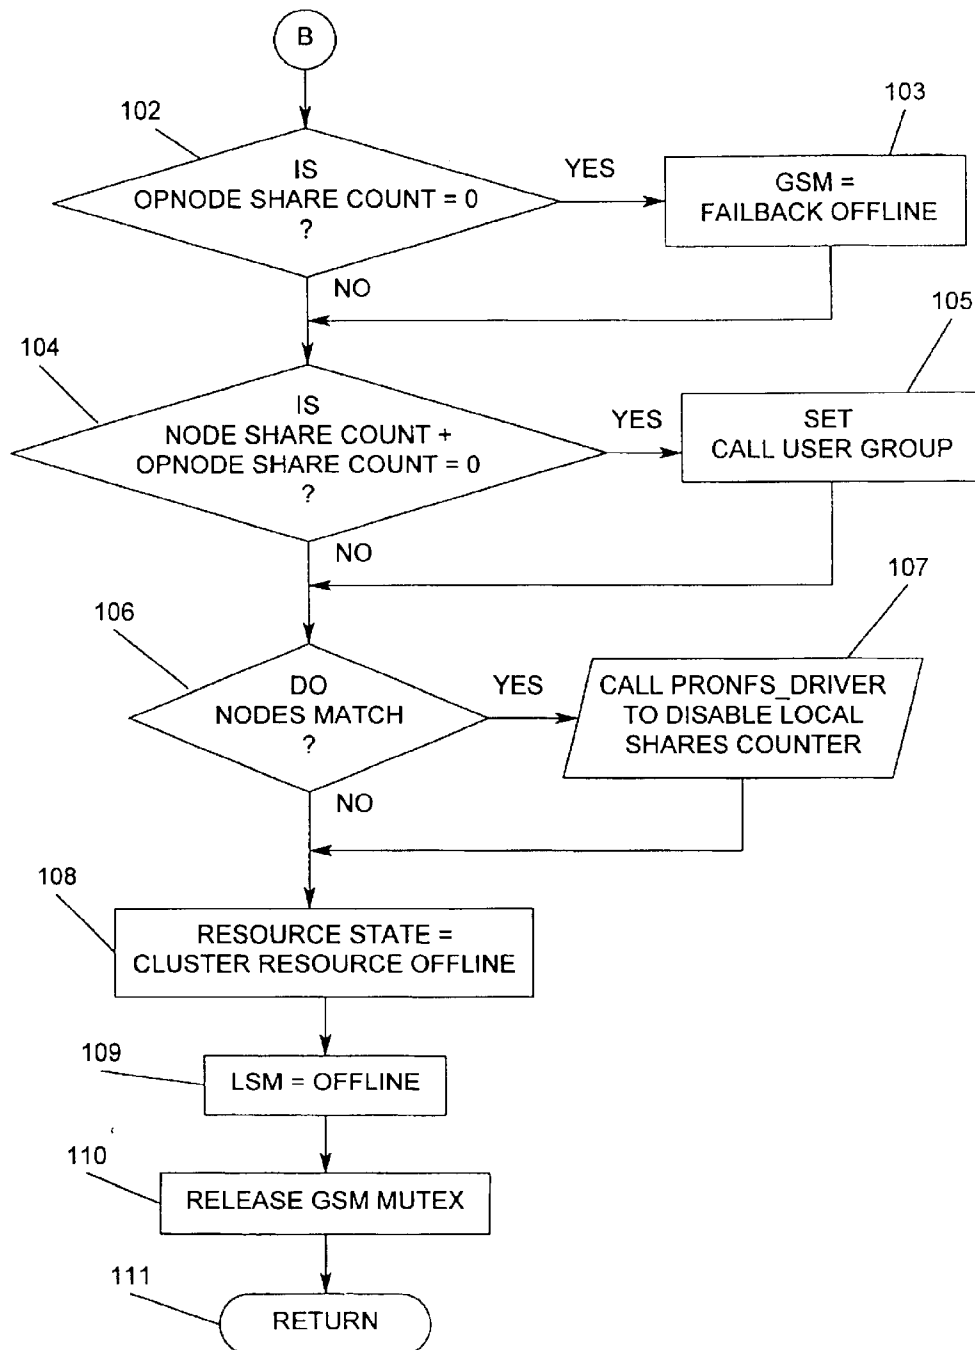 B
102
IS
OPNODE SHARE COUNT = 0
?
YES
103
GSM =
FAILBACK OFFLINE
NO
104
IS
NODE SHARE COUNT +
OPNODE SHARE COUNT = 0
?
YES
105
SET
CALL USER GROUP
NO
106
DO
NODES MATCH
?
YES
107
CALL PRONFS_DRIVER
TO DISABLE LOCAL
SHARES COUNTER
NO
108
RESOURCE STATE =
CLUSTER RESOURCE OFFLINE
109
LSM = OFFLINE
110
RELEASE GSM MUTEX
111
RETURN